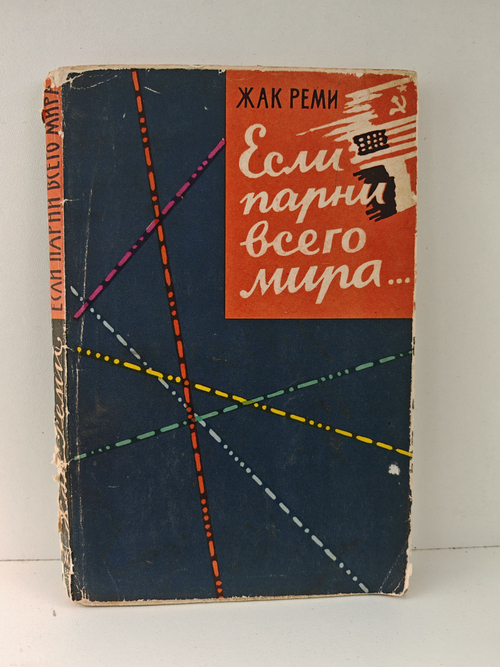 ЖАК РЕМИ
Если
парни
всего
мира...
ЕСЛИ ПАРНИ ВСЕГО МИРА